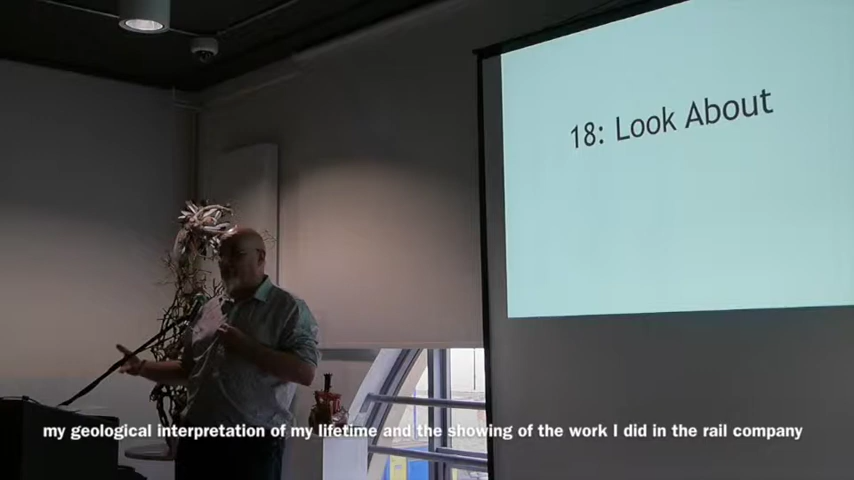 18: Look About
my geological interpretation of my lifetime and the showing of the work I did in the rail company